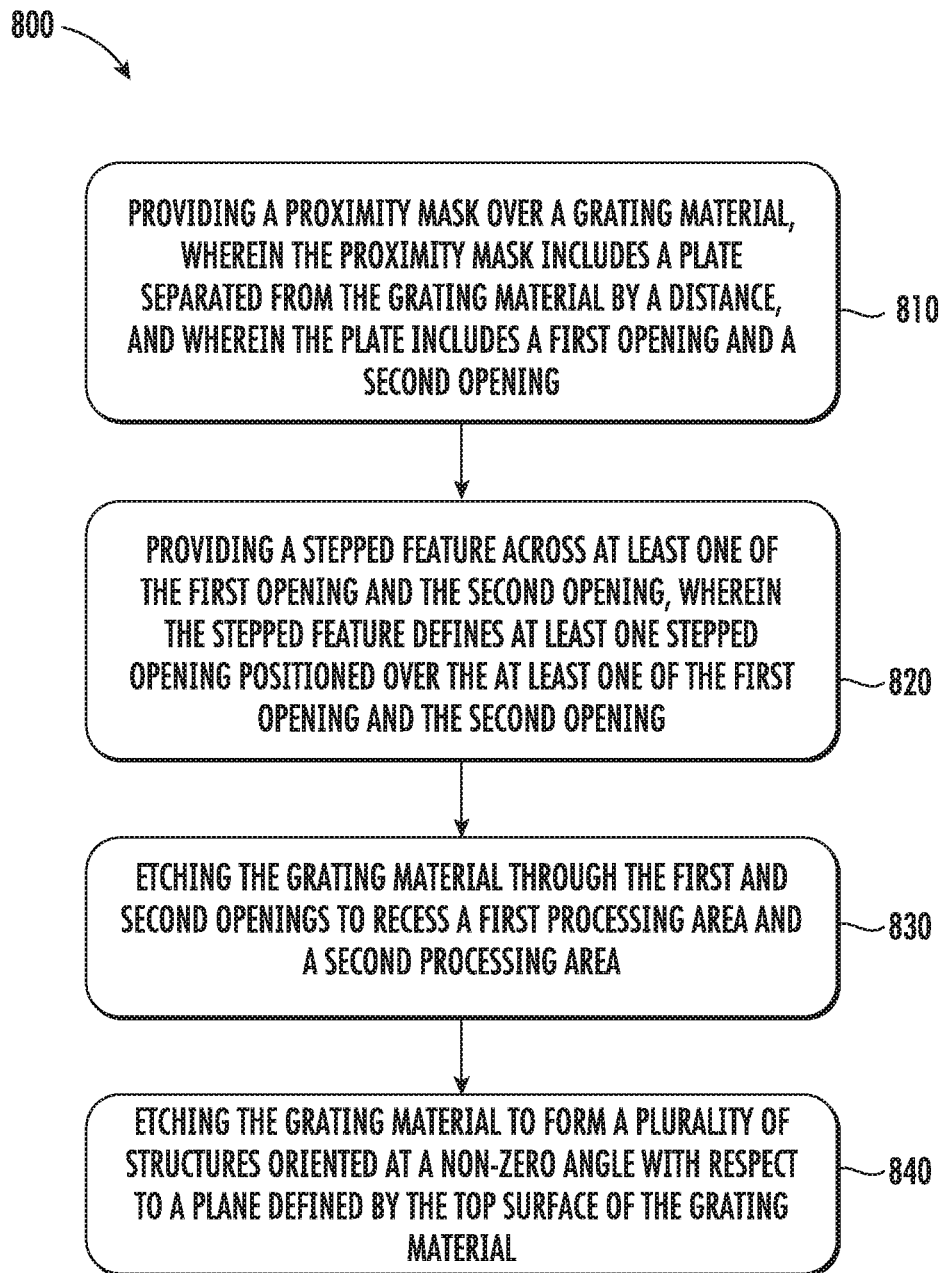 800
PROVIDING A PROXIMITY MASK OVER A GRATING MATERIAL,
WHEREIN THE PROXIMITY MASK INCLUDES A PLATE
SEPARATED FROM THE GRATING MATERIAL BY A DISTANCE,
AND WHEREIN THE PLATE INCLUDES A FIRST OPENING AND A
SECOND OPENING
810
PROVIDING A STEPPED FEATURE ACROSS AT LEAST ONE OF
THE FIRST OPENING AND THE SECOND OPENING, WHEREIN
THE STEPPED FEATURE DEFINES AT LEAST ONE STEPPED
OPENING POSITIONED OVER THE AT LEAST ONE OF THE FIRST
OPENING AND THE SECOND OPENING
820
ETCHING THE GRATING MATERIAL THROUGH THE FIRST AND
SECOND OPENINGS TO RECESS A FIRST PROCESSING AREA AND
A SECOND PROCESSING AREA
830
ETCHING THE GRATING MATERIAL TO FORM A PLURALITY OF
STRUCTURES ORIENTED AT A NON-ZERO ANGLE WITH RESPECT
TO A PLANE DEFINED BY THE TOP SURFACE OF THE GRATING
MATERIAL
840